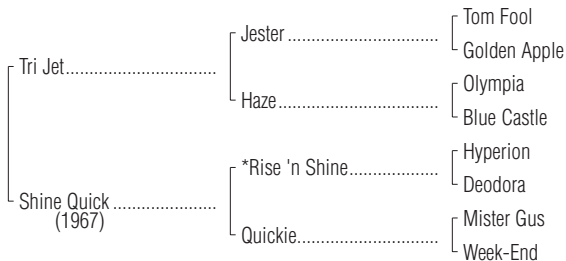 Tom Fool
Jester
Golden Apple
Tri Jet
Olympia
Haze
Blue Castle
Hyperion
*Rise 'n Shine
Deodora
Shine Quick
(1967)
Mister Gus
Quickie
Week-End